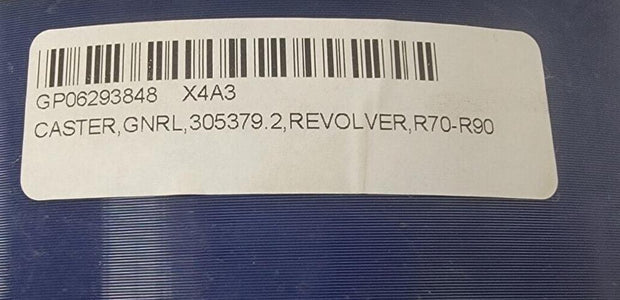 GP06293848 X4A3
CASTER,GNRL,305379.2,REVOLVER,R70-R90